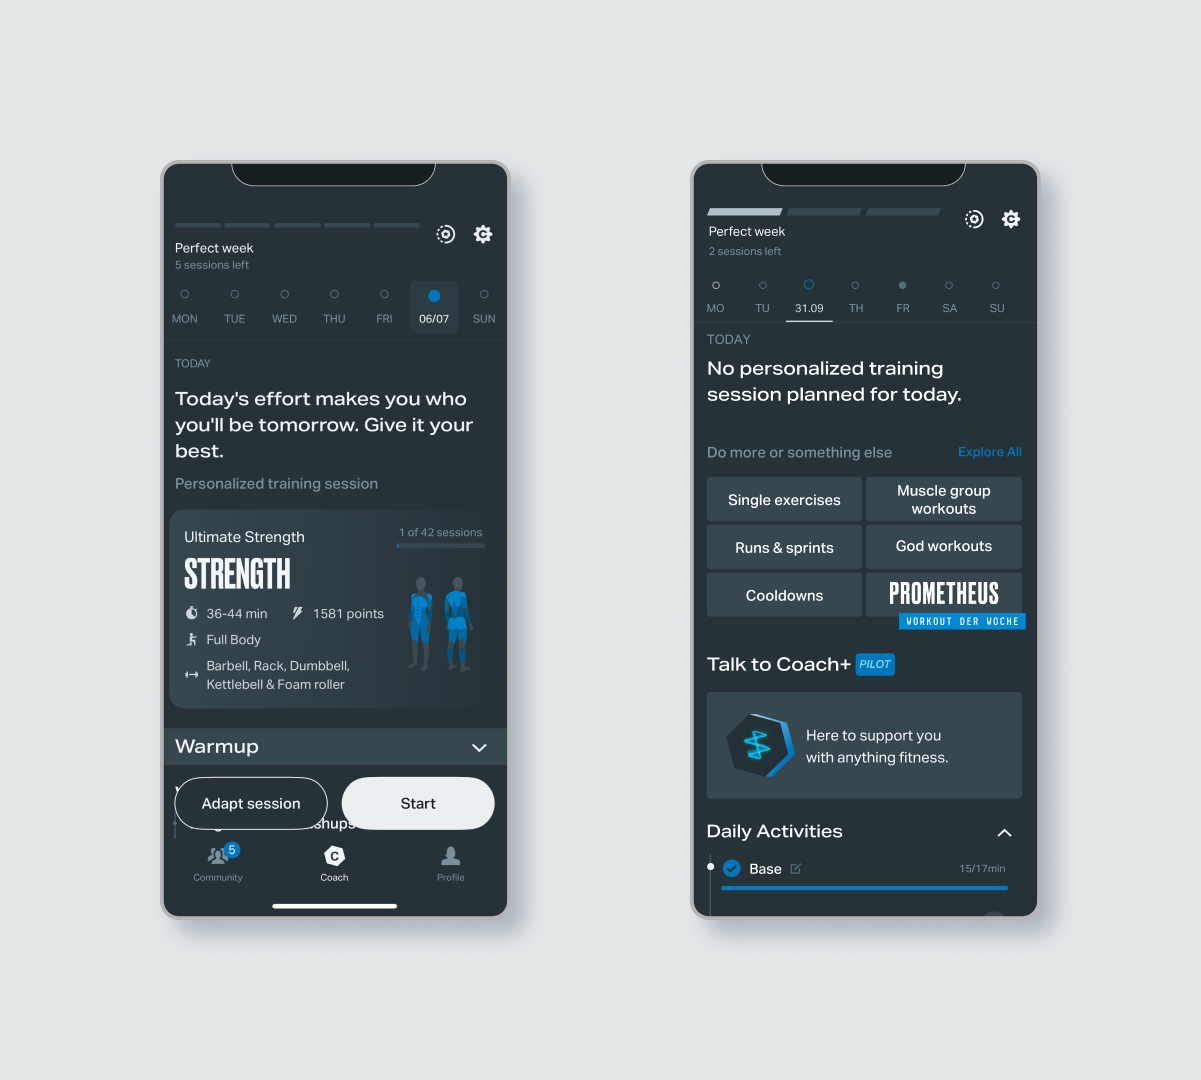 Perfect week
5 sessions left
MON TUE WED THU FRI 06/07 SUN
TODAY
Today's effort makes you who
you'll be tomorrow. Give it your
best.
Personalized training session
Ultimate Strength
1 of 42 sessions
STRENGTH
36-44 min
1581 points
Full Body
Barbell, Rack, Dumbbell,
Kettlebell & Foam roller
Warmup
Adapt session
Start
5
C
Community
Coach
Profile
Perfect week
2 sessions left
MO TU 31.09 TH FR SA SU
TODAY
No personalized training
session planned for today.
Do more or something else
Explore All
Single exercises
Muscle group
workouts
Runs & sprints
God workouts
Cooldowns
PROMETHEUS
WORKOUT DER WOCHE
Talk to Coach+ PILOT
Here to support you
with anything fitness.
Daily Activities
Base
15/17min